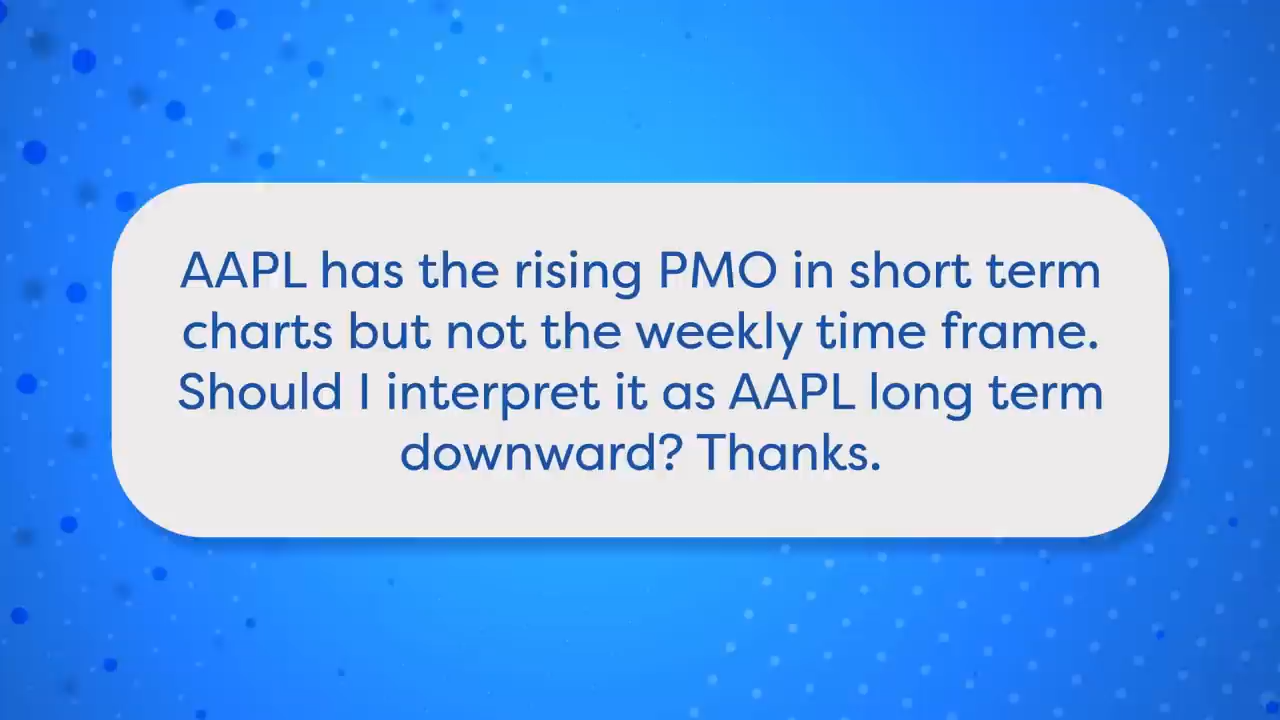 AAPL has the rising PMO in short term
charts but not the weekly time frame.
Should I interpret it as AAPL long term
downward? Thanks.